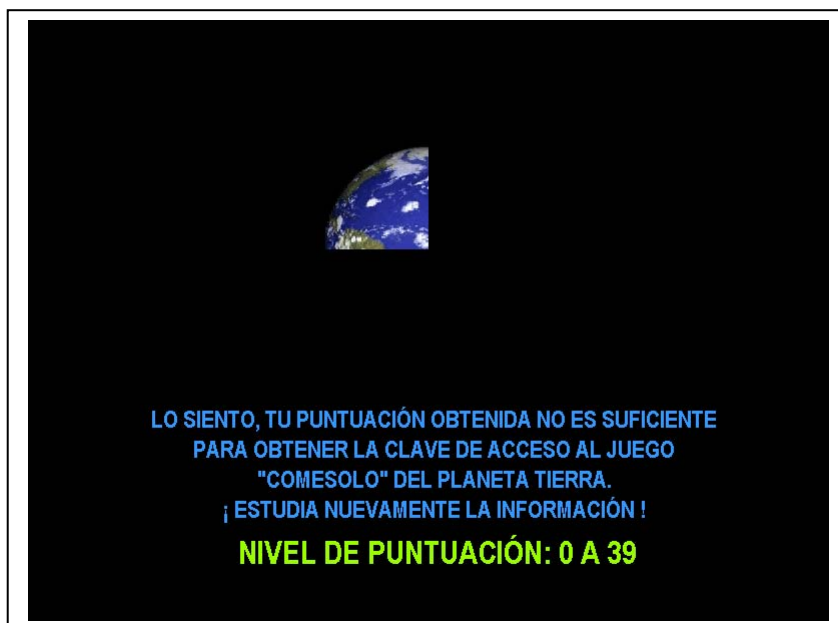 LO SIENTO, TU PUNTUACIÓN OBTENIDA NO ES SUFICIENTE
PARA OBTENER LA CLAVE DE ACCESO AL JUEGO
"COMESOLO" DEL PLANETA TIERRA.
¡ ESTUDIA NUEVAMENTE LA INFORMACIÓN !
NIVEL DE PUNTUACIÓN: 0 A 39